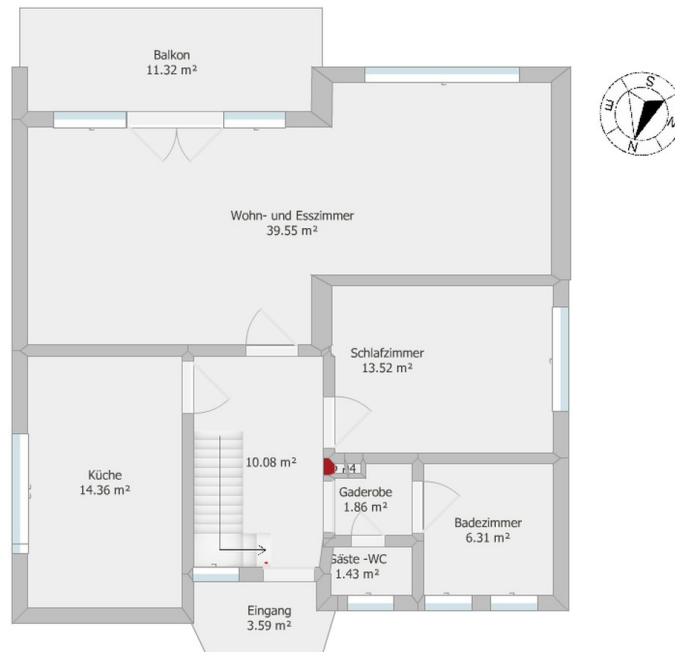 Balkon
11.32 m²
S
E
W
N
Wohn- und Esszimmer
39.55 m²
Schlafzimmer
13.52 m²
Küche
14.36 m²
10.08 m²
Gaderobe
1.86 m²
Badezimmer
6.31 m²
Gäste -WC
1.43 m²
Eingang
3.59 m²